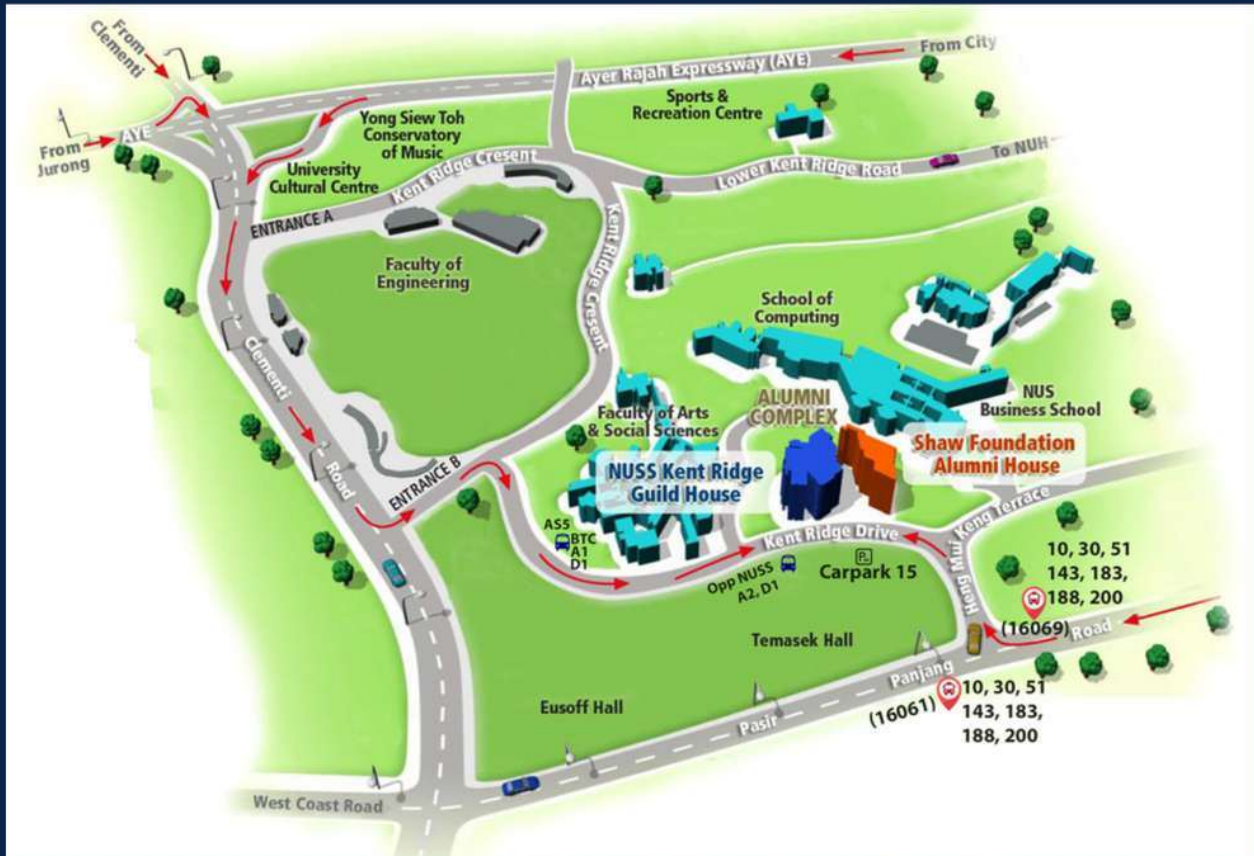 From
Clementi
Ayer Rajah Expressway (AYE)
From City
AYE
From
Jurong
Yong Siew Toh
Conservatory
of Music
Sports &
Recreation Centre
University
Cultural Centre
Kent Ridge Cresent
Lower Kent Ridge Road
To NUH
ENTRANCE A
Faculty of
Engineering
Kent Ridge Cresent
School of
Computing
Clementi
Road
ALUMNI
COMPLEX
NUS
Business School
Faculty of Arts
& Social Sciences
NUSS Kent Ridge
Guild House
Shaw Foundation
Alumni House
ENTRANCE B
AS5
BTC
A1
D1
Kent Ridge Drive
Heng Mui Keng Terrace
Opp NUSS
A2, D1
P
Carpark 15
10, 30, 51
143, 183,
188, 200
(16069)
Road
Temasek Hall
Panjang
(16061)
10, 30, 51
143, 183,
188, 200
Eusoff Hall
Pasir
West Coast Road